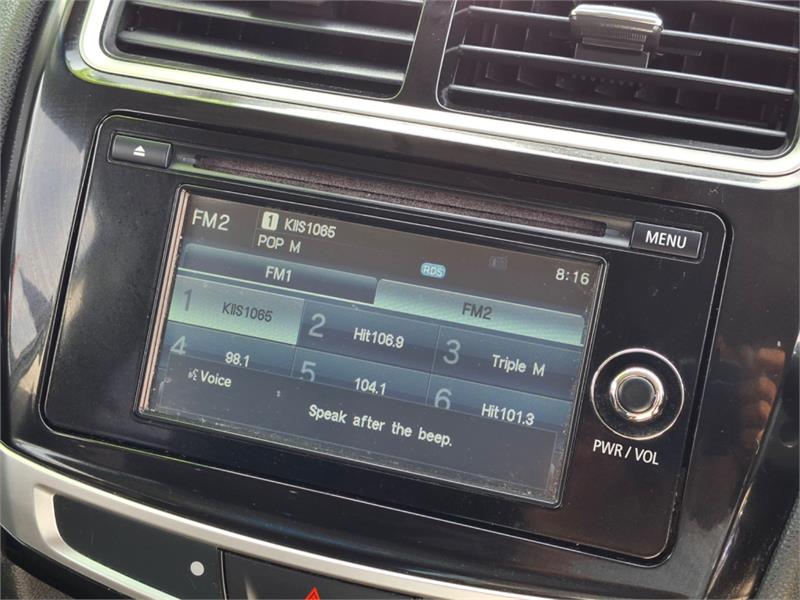 MENU
FM2
1 KIIS1065
POP M
RDS
8:16
FM1
FM2
1 KIIS1065
2 Hit106.9
3 Triple M
4 98.1
5 104.1
6 Hit101.3
Voice
Speak after the beep.
PWR / VOL